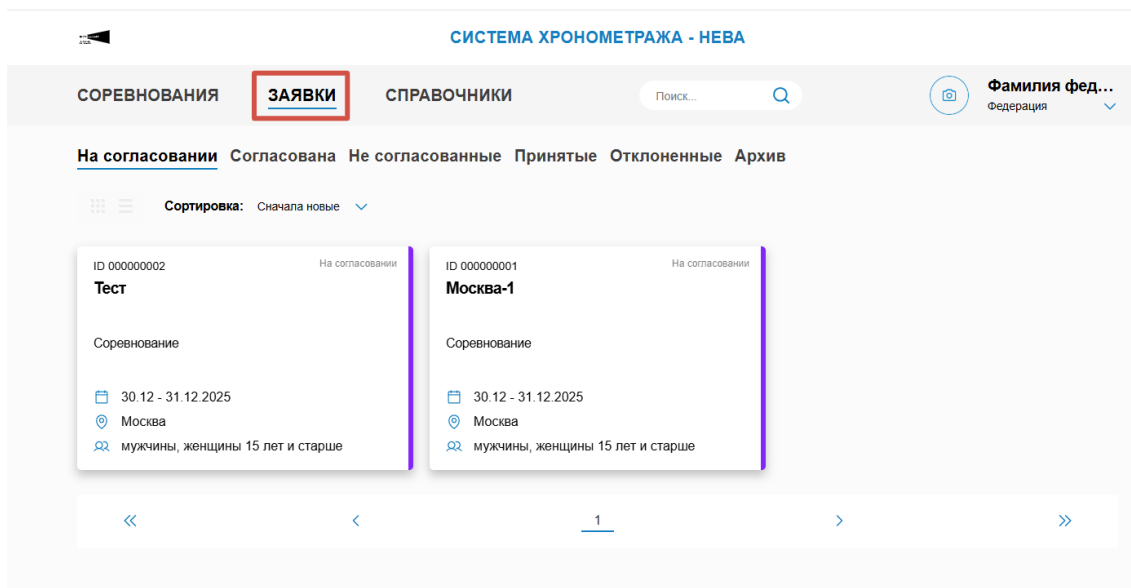 СИСТЕМА ХРОНОМЕТРАЖА - НЕВА
СОРЕВНОВАНИЯ ЗАЯВКИ СПРАВОЧНИКИ Поиск... Фамилия фед...
Федерация
На согласовании Согласована Не согласованные Принятые Отклоненные Архив
Сортировка: Сначала новые
ID 000000002 На согласовании
Тест
Соревнование
30.12 - 31.12.2025
Москва
мужчины, женщины 15 лет и старше
ID 000000001 На согласовании
Москва-1
Соревнование
30.12 - 31.12.2025
Москва
мужчины, женщины 15 лет и старше
1